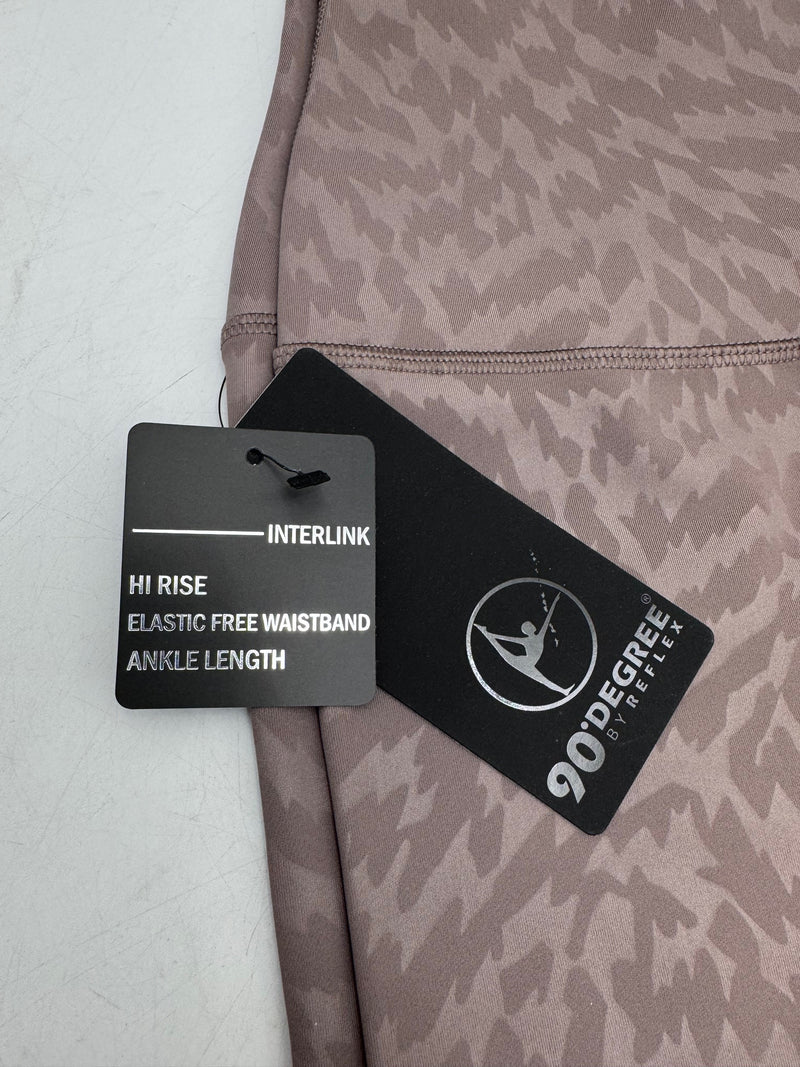 INTERLINK
HI RISE
ELASTIC FREE WAISTBAND
ANKLE LENGTH
90°DEGREE®
BY REFLEX